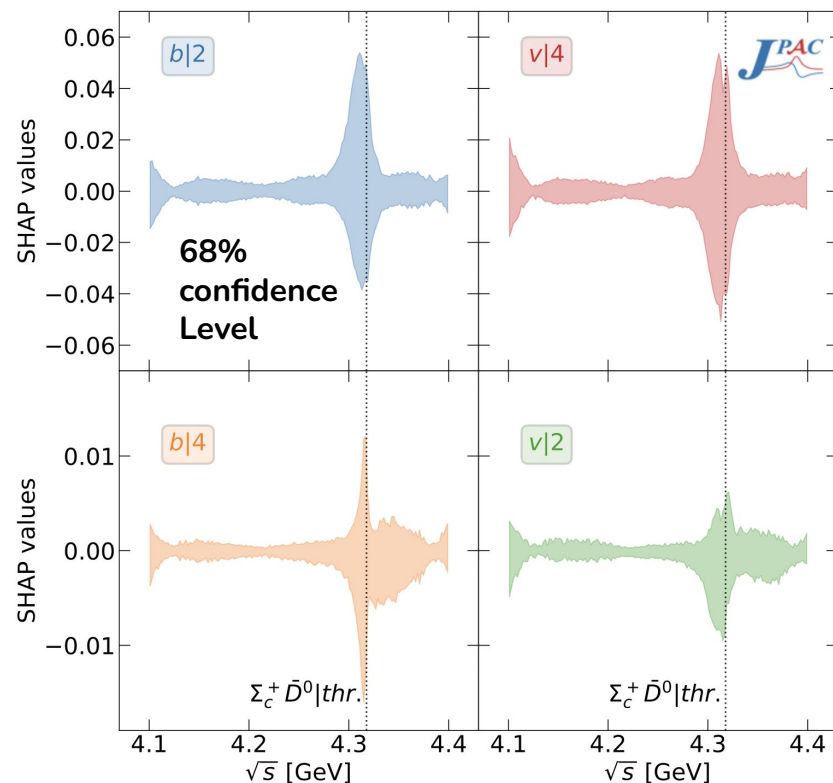 b|2
v|4
JPAC
0.06
0.04
0.02
0.00
−0.02
−0.04
−0.06
SHAP values
68%
confidence
Level
b|4
v|2
0.01
0.00
−0.01
SHAP values
Σc+ D̄0|thr.
Σc+ D̄0|thr.
4.1 4.2 4.3 4.4 4.1 4.2 4.3 4.4
√s [GeV] √s [GeV]